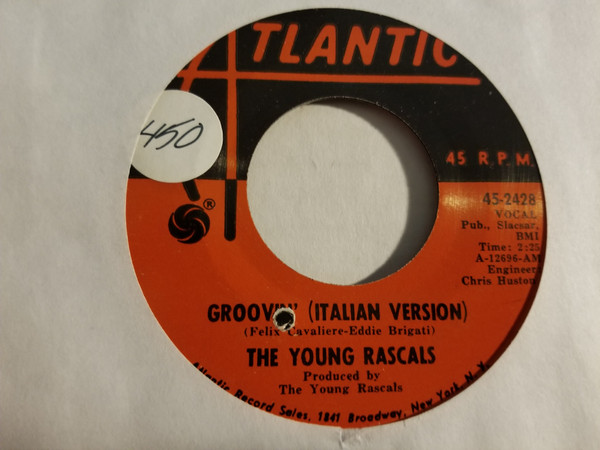 ATLANTIC
450
45 R.P.M.
®
45-2428
VOCAL
Pub., Slacsar,
BMI
Time: 2:25
A-12696-AM
Engineer:
Chris Huston
GROOVIN' (ITALIAN VERSION)
(Felix Cavaliere-Eddie Brigati)
THE YOUNG RASCALS
Produced by
The Young Rascals
Atlantic Record Sales, 1841 Broadway, New York, N. Y.